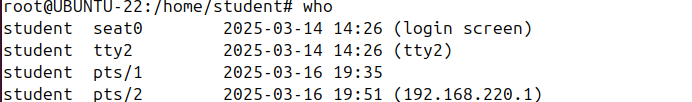 root@UBUNTU-22:/home/student# who
student  seat0        2025-03-14 14:26 (login screen)
student  tty2         2025-03-14 14:26 (tty2)
student  pts/1        2025-03-16 19:35
student  pts/2        2025-03-16 19:51 (192.168.220.1)